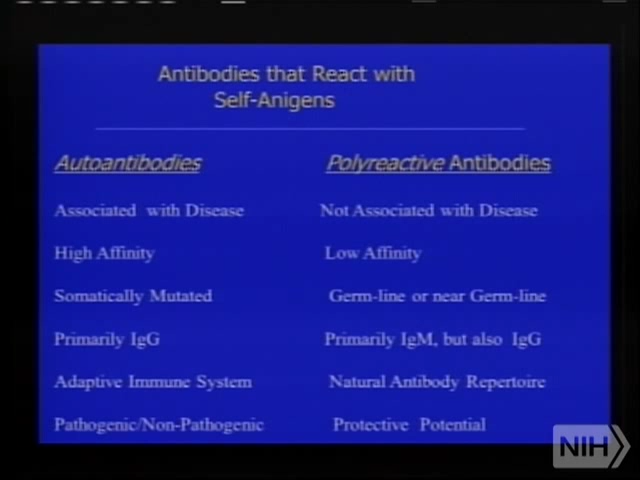 Antibodies that React with
Self-Anigens
Autoantibodies Polyreactive Antibodies
Associated with Disease Not Associated with Disease
High Affinity Low Affinity
Somatically Mutated Germ-line or near Germ-line
Primarily IgG Primarily IgM, but also IgG
Adaptive Immune System Natural Antibody Repertoire
Pathogenic/Non-Pathogenic Protective Potential
NIH